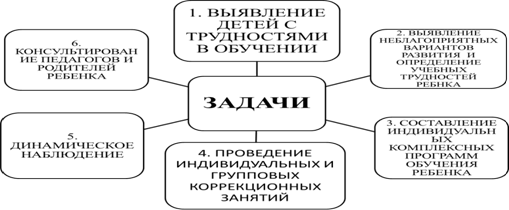 1. ВЫЯВЛЕНИЕ
ДЕТЕЙ С
ТРУДНОСТЯМИ
В ОБУЧЕНИИ
2. ВЫЯВЛЕНИЕ
НЕБЛАГОПРИЯТНЫХ
ВАРИАНТОВ
РАЗВИТИЯ И
ОПРЕДЕЛЕНИЕ
УЧЕБНЫХ
ТРУДНОСТЕЙ
РЕБНКА
3. СОСТАВЛЕНИЕ
ИНДИВИДУАЛЬН
ЫХ
КОМПЛЕКСНЫХ
ПРОГРАММ
ОБУЧЕНИЯ
РЕБЕНКА
4. ПРОВЕДЕНИЕ
ИНДИВИДУАЛЬНЫХ И
ГРУППОВЫХ
КОРРЕКЦИОННЫХ
ЗАНЯТИЙ
5.
ДИНАМИЧЕСКОЕ
НАБЛЮДЕНИЕ
6.
КОНСУЛЬТИРОВАН
ИЕ ПЕДАГОГОВ И
РОДИТЕЛЕЙ
РЕБЕНКА
ЗАДАЧИ